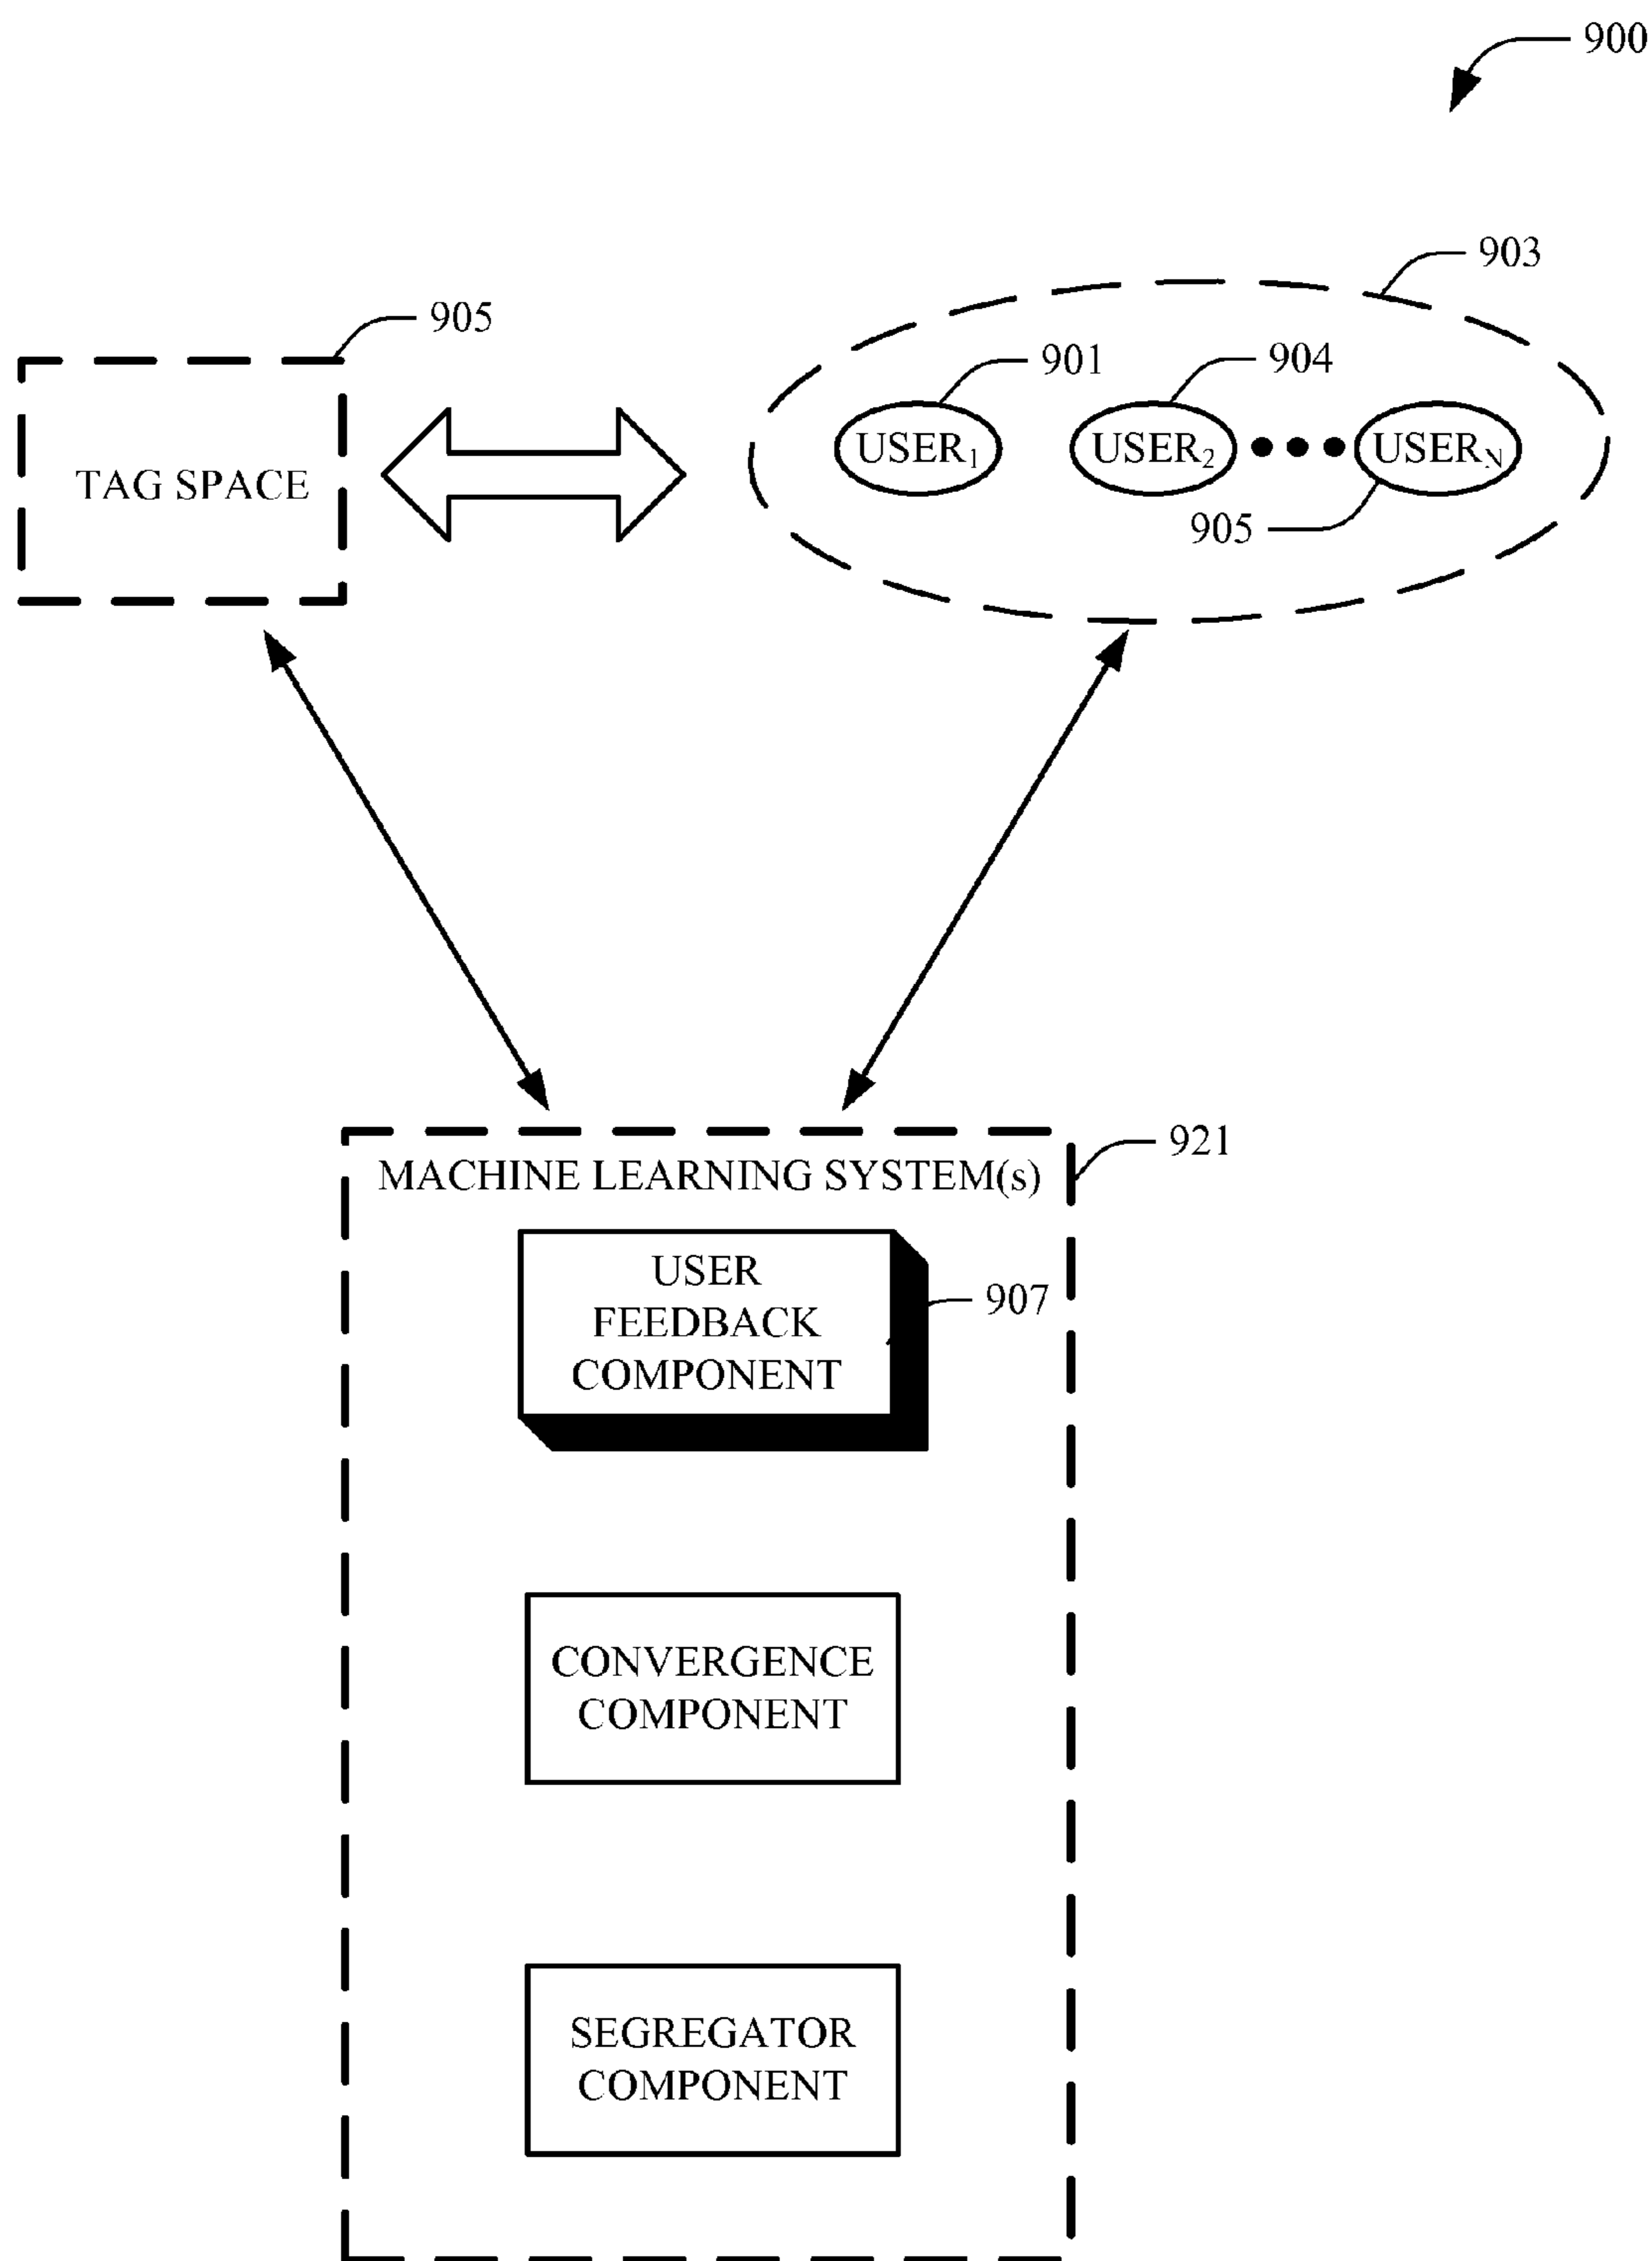 900
903
905
901
904
TAG SPACE
USER₁
USER₂
USER_N
905
921
MACHINE LEARNING SYSTEM(s)
USER
FEEDBACK
COMPONENT
907
CONVERGENCE
COMPONENT
SEGREGATOR
COMPONENT